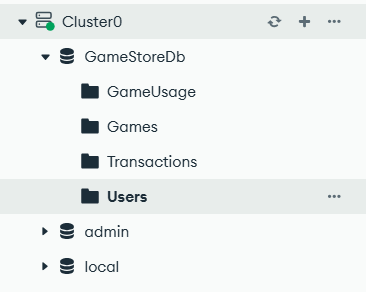 Cluster0
GameStoreDb
GameUsage
Games
Transactions
Users
admin
local